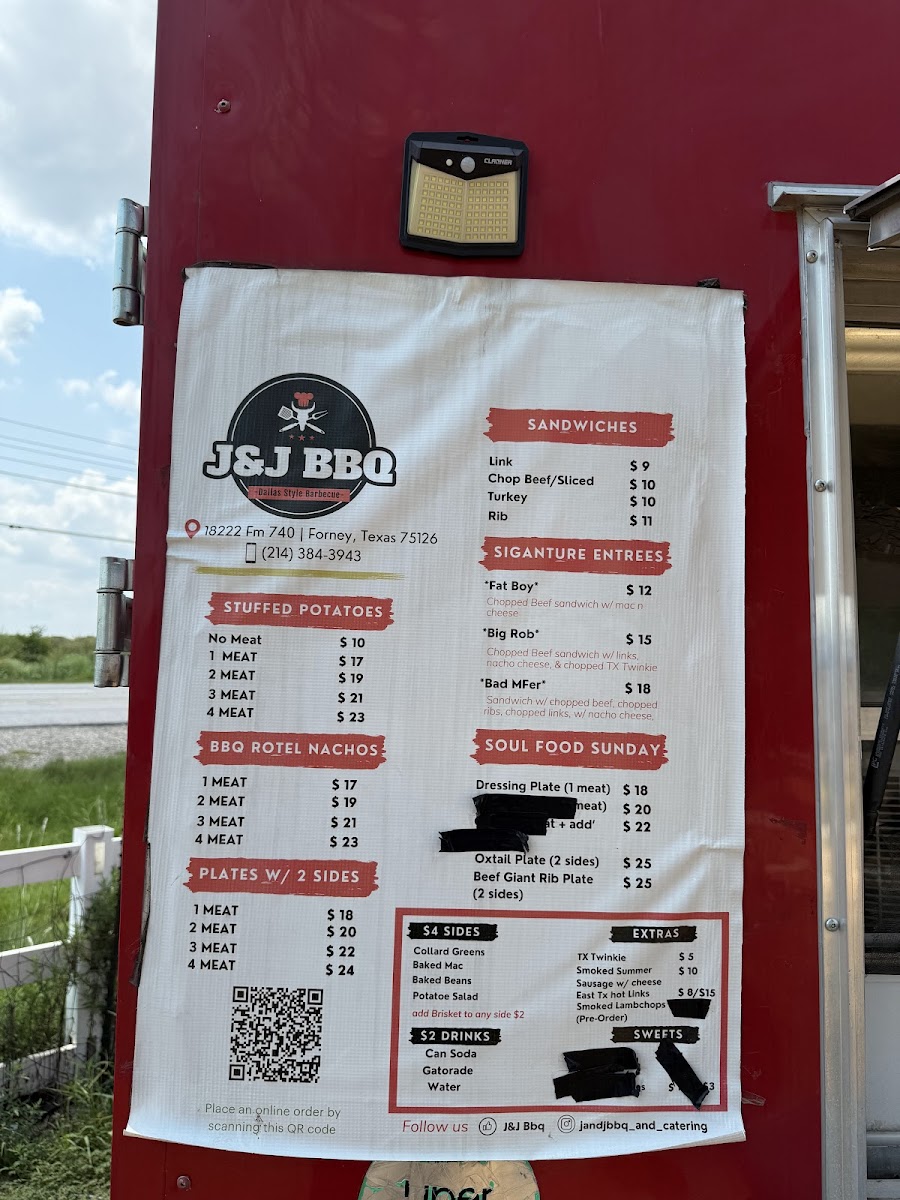 CLAONER
J&J BBQ
-Dallas Style Barbecue-
18222 Fm 740 | Forney, Texas 75126
(214) 384-3943
STUFFED POTATOES
No Meat $ 10
1 MEAT $ 17
2 MEAT $ 19
3 MEAT $ 21
4 MEAT $ 23
BBQ ROTEL NACHOS
1 MEAT $ 17
2 MEAT $ 19
3 MEAT $ 21
4 MEAT $ 23
PLATES W/ 2 SIDES
1 MEAT $ 18
2 MEAT $ 20
3 MEAT $ 22
4 MEAT $ 24
Place an online order by
scanning this QR code
SANDWICHES
Link $ 9
Chop Beef/Sliced $ 10
Turkey $ 10
Rib $ 11
SIGANTURE ENTREES
*Fat Boy* $ 12
Chopped Beef sandwich w/ mac n
cheese
*Big Rob* $ 15
Chopped Beef sandwich w/ links,
nacho cheese, & chopped TX Twinkie
*Bad MFer* $ 18
Sandwich w/ chopped beef, chopped
ribs, chopped links, w/ nacho cheese,
SOUL FOOD SUNDAY
Dressing Plate (1 meat) $ 18
meat) $ 20
+ add' $ 22
Oxtail Plate (2 sides) $ 25
Beef Giant Rib Plate $ 25
(2 sides)
$4 SIDES
Collard Greens
Baked Mac
Baked Beans
Potatoe Salad
add Brisket to any side $2
$2 DRINKS
Can Soda
Gatorade
Water
EXTRAS
TX Twinkie $ 5
Smoked Summer $ 10
Sausage w/ cheese
East Tx hot Links $ 8/$15
Smoked Lambchops
(Pre-Order)
SWEETS
$3
Follow us J&J Bbq jandjbbq_and_catering